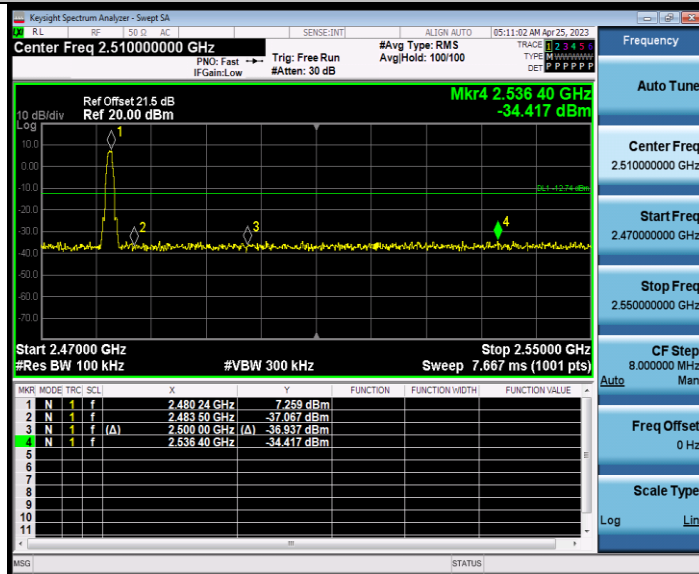 Keysight Spectrum Analyzer - Swept SA
RL RF 50 Ω AC SENSE:INT ALIGN AUTO 05:11:02 AM Apr 25, 2023
Center Freq 2.510000000 GHz
PNO: Fast
IFGain:Low
Trig: Free Run
#Atten: 30 dB
#Avg Type: RMS
Avg|Hold: 100/100
TRACE 1 2 3 4 5 6
TYPE M W W W W W
DET P P P P P P
Mkr4 2.536 40 GHz
-34.417 dBm
Ref Offset 21.5 dB
10 dB/div Ref 20.00 dBm
Log
10.0
0.00
-10.0
-20.0
-30.0
-40.0
-50.0
-60.0
-70.0
1
2
3
4
DL1 -12.74 dBm
Start 2.47000 GHz Stop 2.55000 GHz
#Res BW 100 kHz #VBW 300 kHz Sweep 7.667 ms (1001 pts)
MKR MODE TRC SCL X Y FUNCTION FUNCTION WIDTH FUNCTION VALUE
1 N 1 f 2.480 24 GHz 7.259 dBm
2 N 1 f 2.483 50 GHz -37.067 dBm
3 N 1 f (Δ) 2.500 00 GHz (Δ) -36.937 dBm
4 N 1 f 2.536 40 GHz -34.417 dBm
5
6
7
8
9
10
11
MSG STATUS
Frequency
Auto Tune
Center Freq
2.510000000 GHz
Start Freq
2.470000000 GHz
Stop Freq
2.550000000 GHz
CF Step
8.000000 MHz
Auto Man
Freq Offset
0 Hz
Scale Type
Log Lin